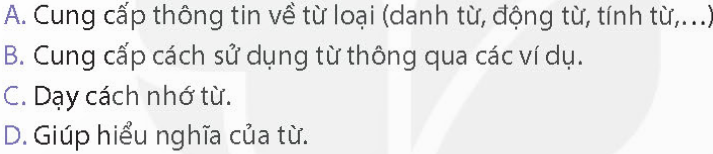 A. Cung cấp thông tin về từ loại (danh từ, động từ, tính từ,...)
B. Cung cấp cách sử dụng từ thông qua các ví dụ.
C. Dạy cách nhớ từ.
D. Giúp hiểu nghĩa của từ.